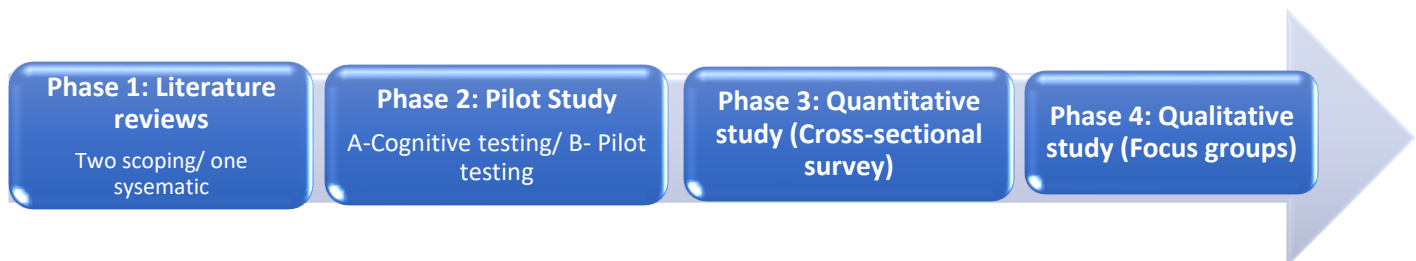 Phase 1: Literature
reviews
Two scoping/ one
sysematic
Phase 2: Pilot Study
A-Cognitive testing/ B- Pilot
testing
Phase 3: Quantitative
study (Cross-sectional
survey)
Phase 4: Qualitative
study (Focus groups)